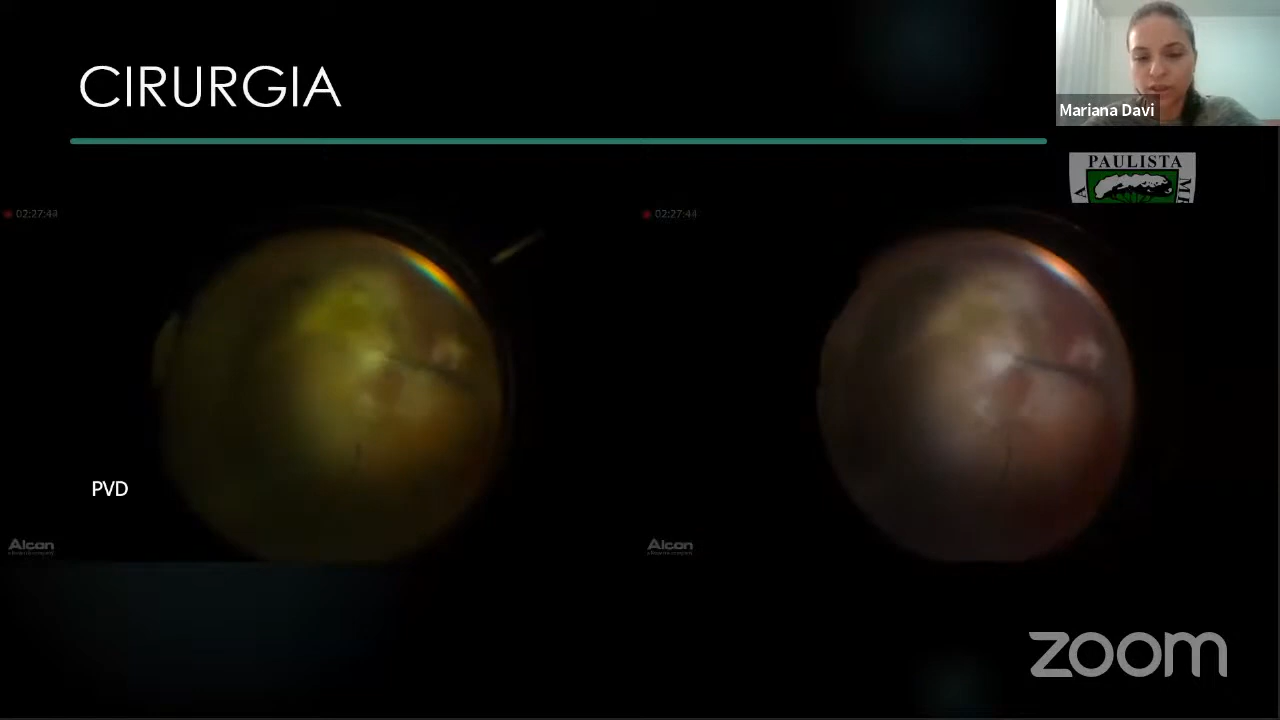 CIRURGIA
Mariana Davi
PAULISTA
02:27:44
02:27:44
PVD
Alcon
Alcon
zoom